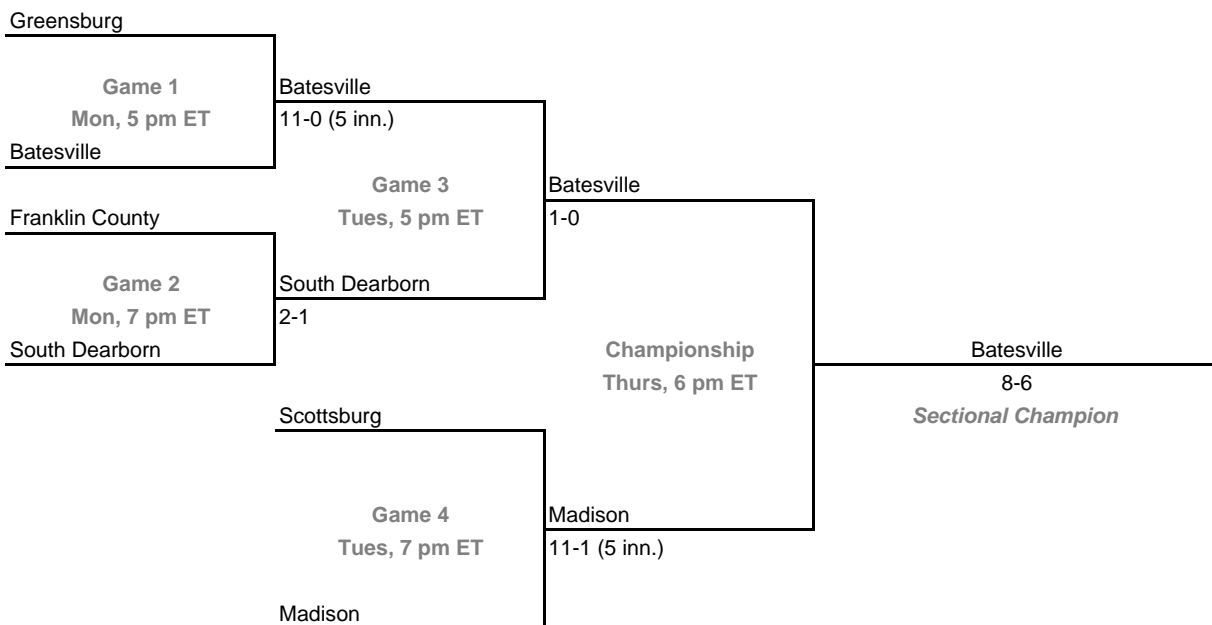 Greensburg
Game 1
Batesville
Mon, 5 pm ET
11-0 (5 inn.)
Batesville
Game 3
Batesville
Franklin County
Tues, 5 pm ET
1-0
Game 2
South Dearborn
Mon, 7 pm ET
2-1
South Dearborn
Championship
Batesville
Thurs, 6 pm ET
8-6
Scottsburg
Sectional Champion
Game 4
Madison
Tues, 7 pm ET
11-1 (5 inn.)
Madison